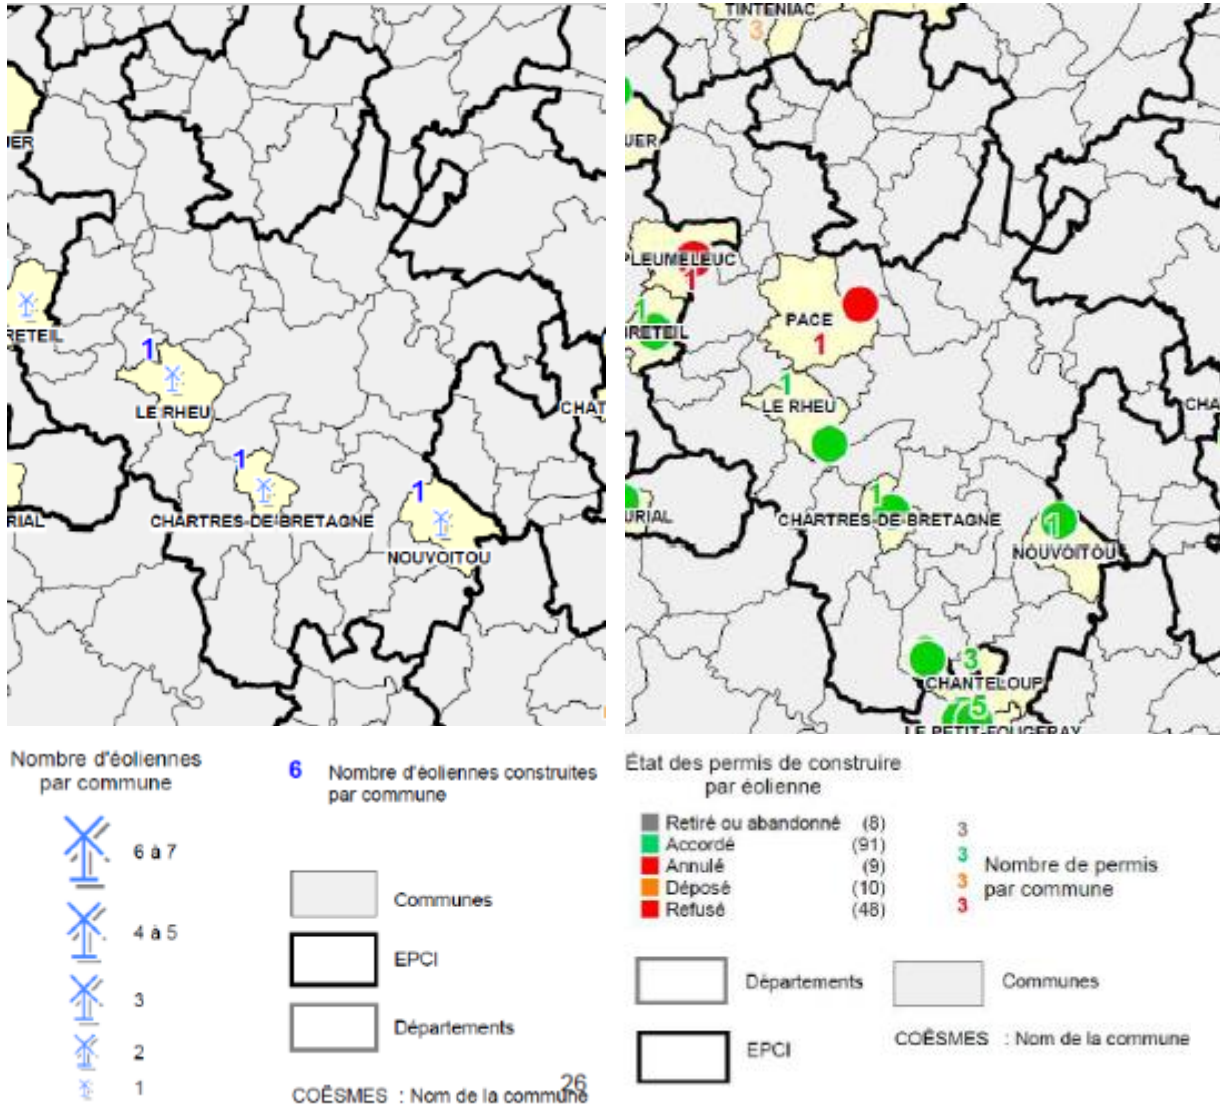 UER
RETEIL
1
LE RHEU
1
CHARTRES-DE-BRETAGNE
1
NOUVOITOU
CHAT
RIAL
TINTENIAC
3
UER
PLEUMELEUC
1
1
RETEIL
PACE
1
1
LE RHEU
1
CHARTRES-DE-BRETAGNE
1
NOUVOITOU
CHA
URIAL
3
CHANTELOUP
5
LE PETIT-FOUGERAY
Nombre d'éoliennes
par commune
6 à 7
4 à 5
3
2
1
6 Nombre d'éoliennes construites
par commune
Communes
EPCI
Départements
26
COËSMES : Nom de la commune
État des permis de construire
par éolienne
Retiré ou abandonné (8)
Accordé (91)
Annulé (9)
Déposé (10)
Refusé (48)
3
3
3
3
Nombre de permis
par commune
Départements
EPCI
Communes
COËSMES : Nom de la commune